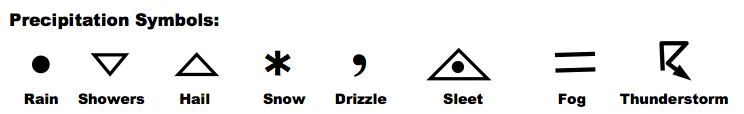 Precipitation Symbols:
Rain Showers Hail Snow Drizzle Sleet Fog Thunderstorm